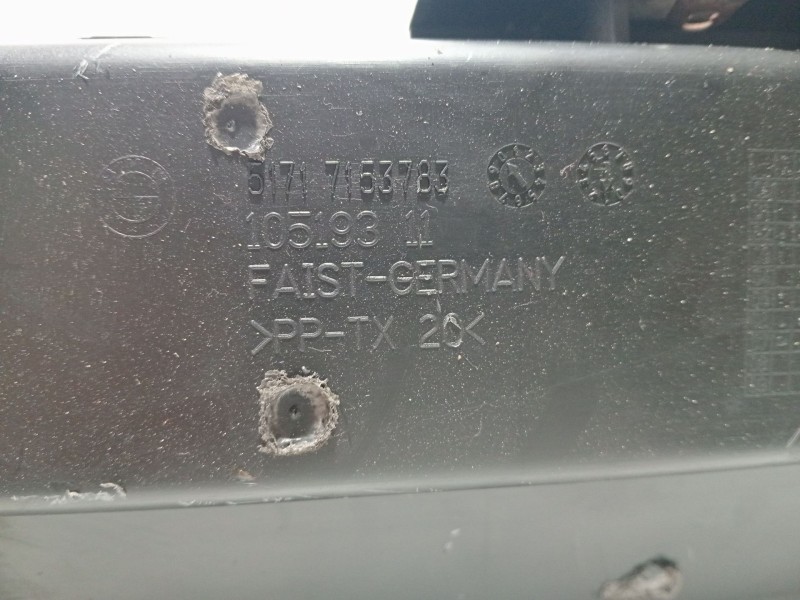 5171 7153783
105193 11
FAIST-GERMANY
>PP-TX 20<